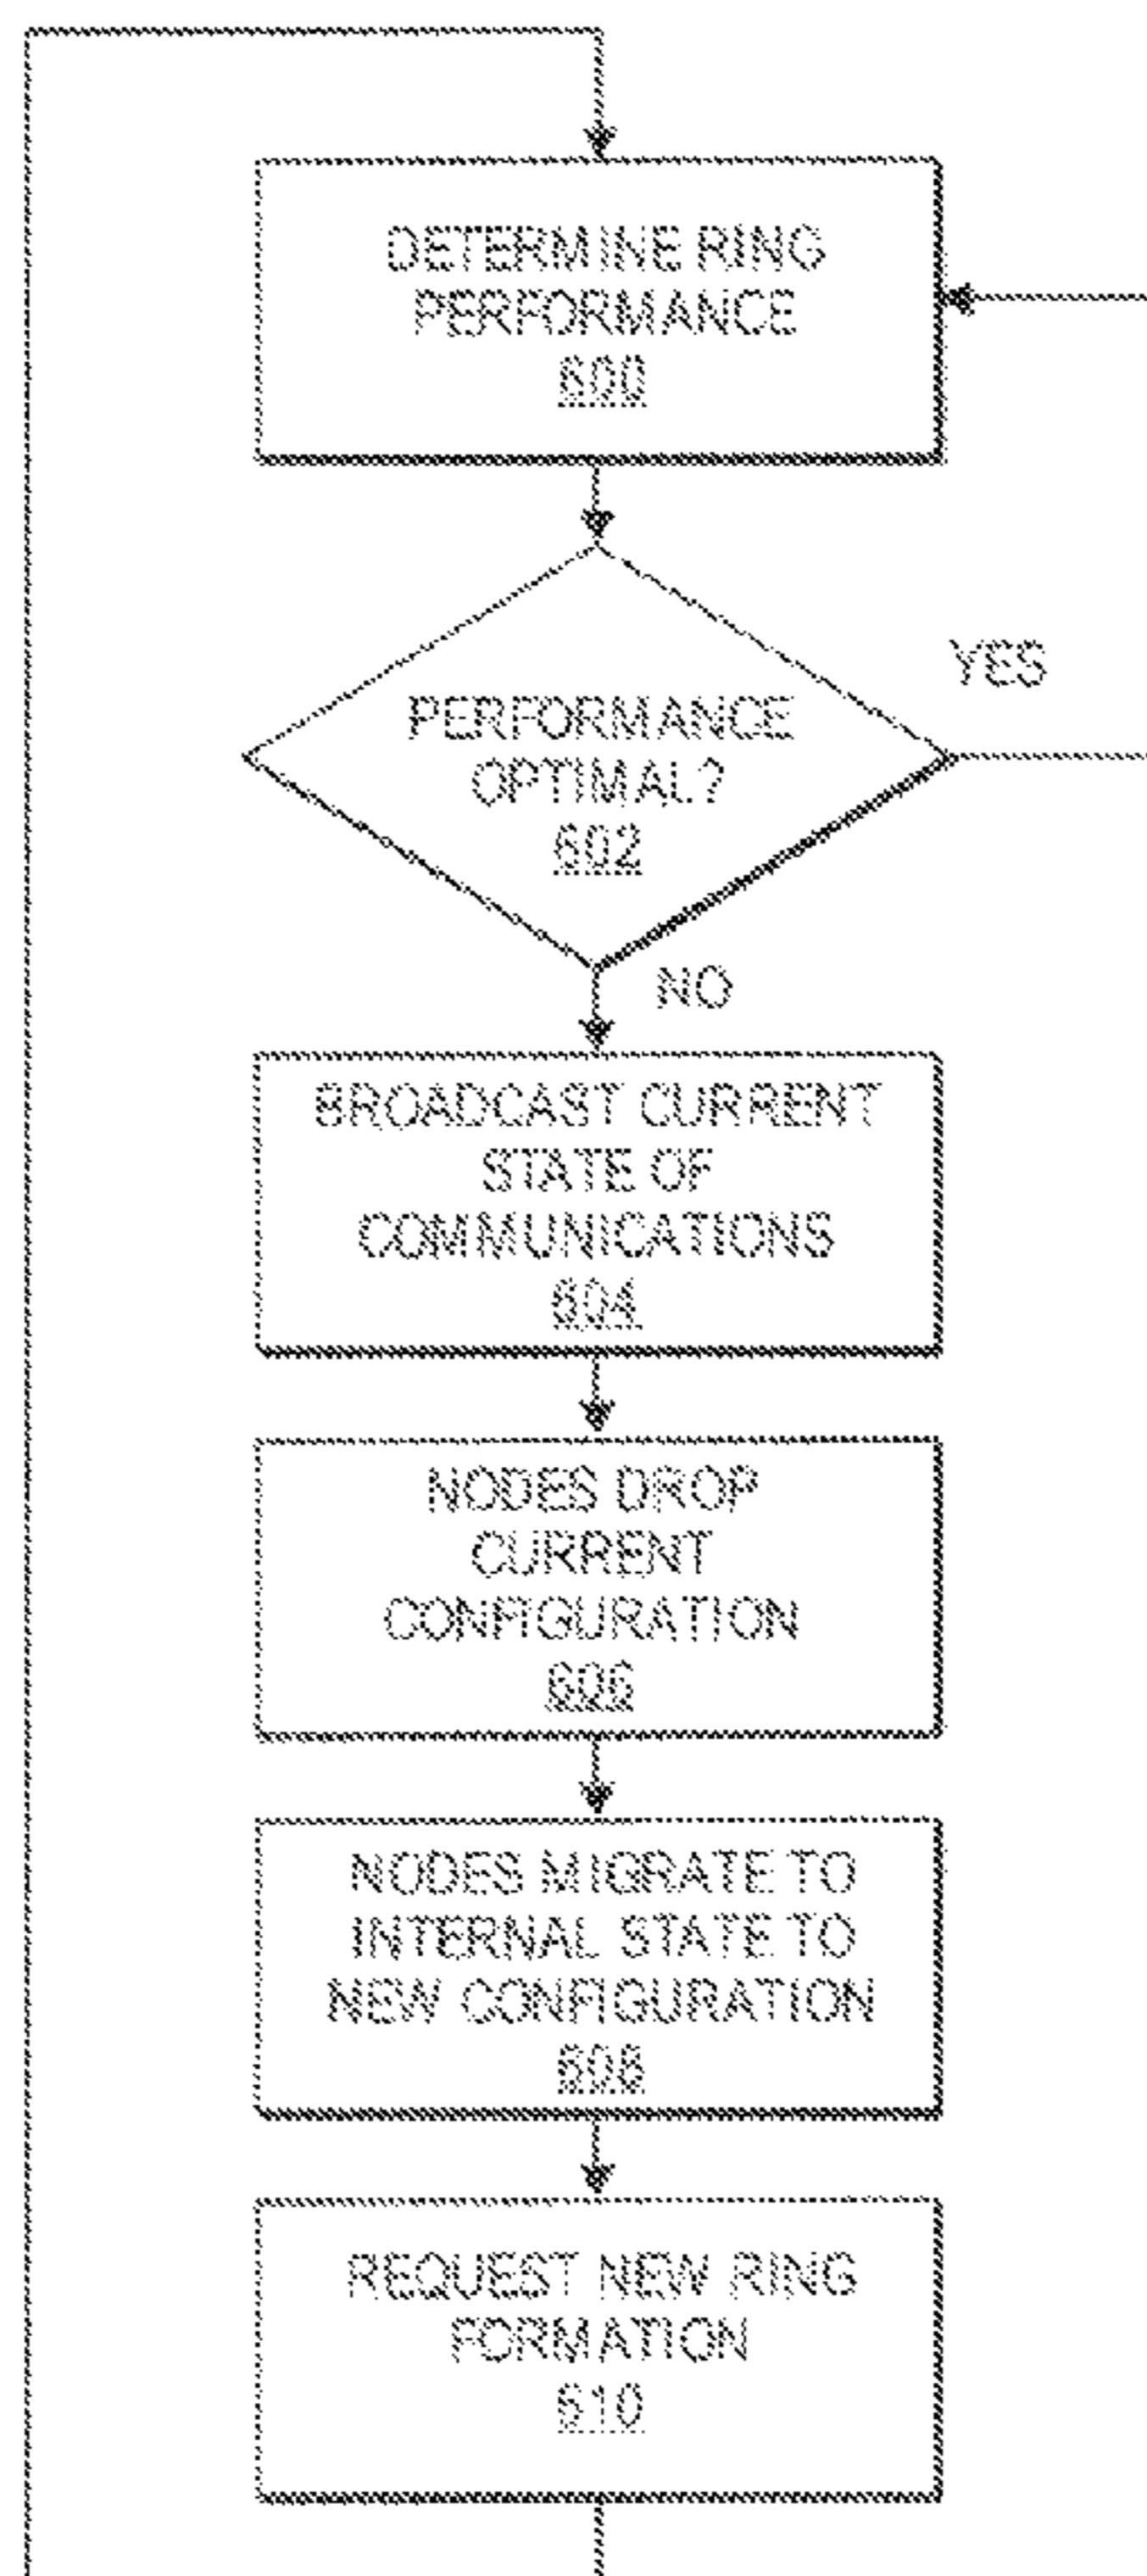 DETERMINE RING
PERFORMANCE
600
YES
PERFORMANCE
OPTIMAL?
602
NO
BROADCAST CURRENT
STATE OF
COMMUNICATIONS
604
NODES DROP
CURRENT
CONFIGURATION
606
NODES MIGRATE TO
INTERNAL STATE TO
NEW CONFIGURATION
608
REQUEST NEW RING
FORMATION
610